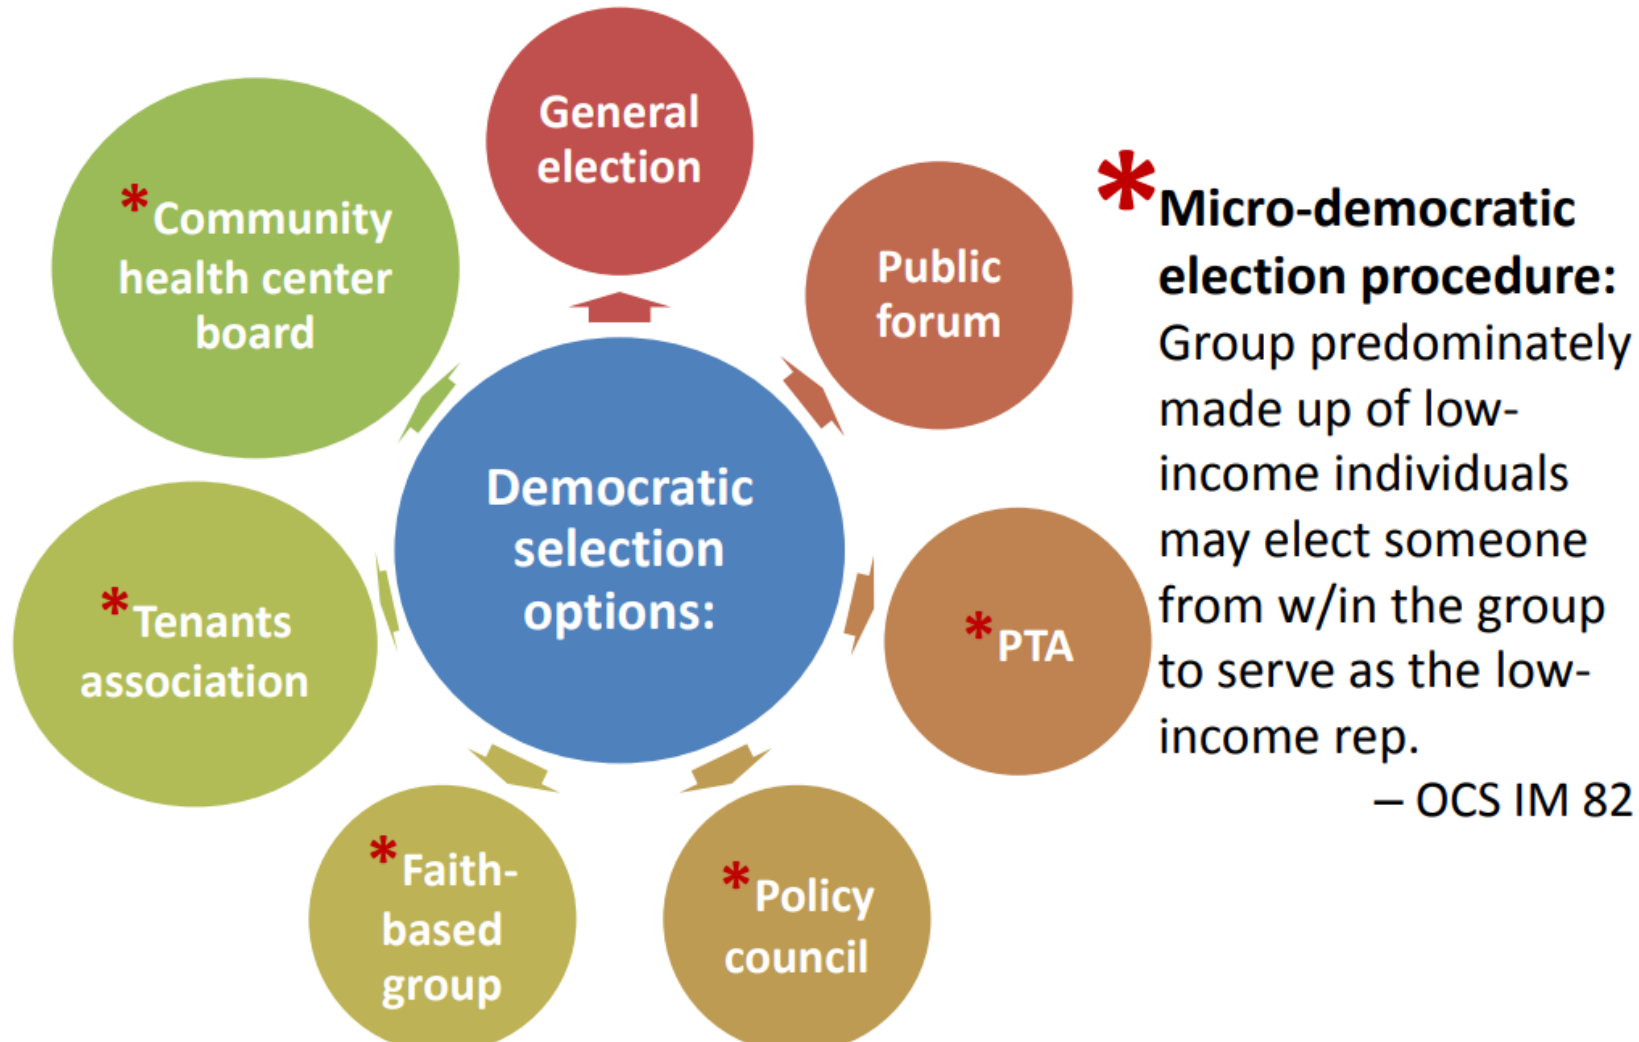 General
election
Public
forum
*PTA
*Policy
council
*Faith-
based
group
*Tenants
association
*Community
health center
board
Democratic
selection
options:
*Micro-democratic
election procedure:
Group predominately
made up of low-
income individuals
may elect someone
from w/in the group
to serve as the low-
income rep.
– OCS IM 82